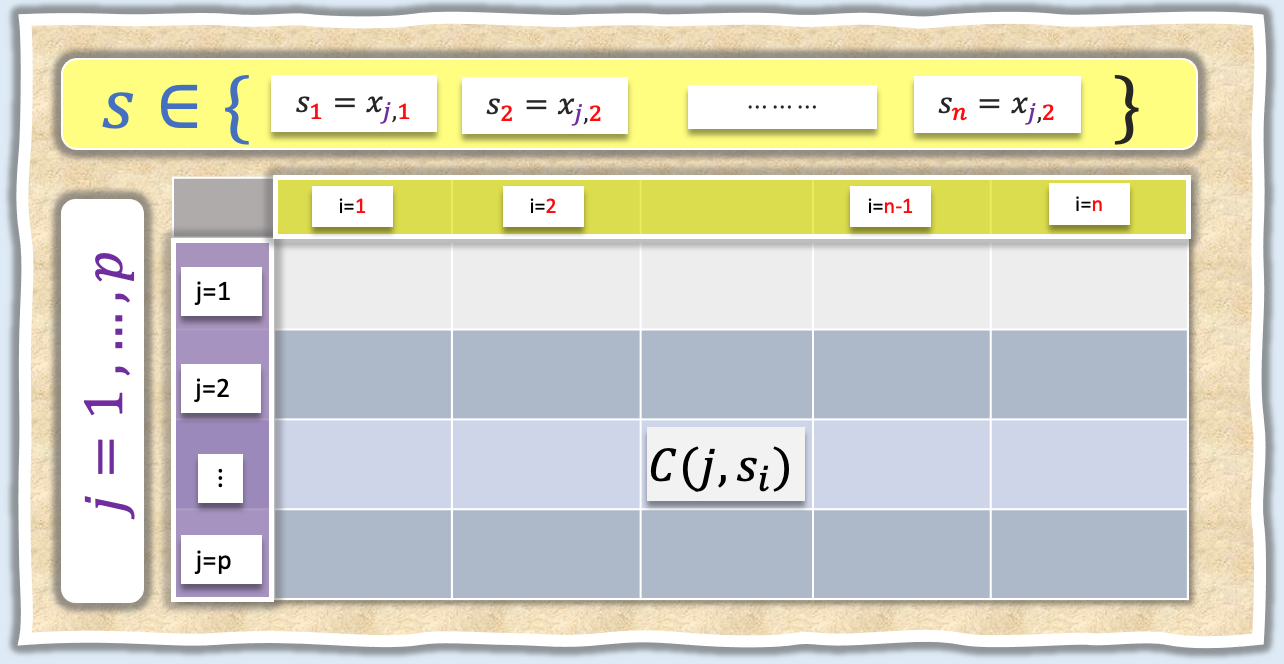 s ∈ { s₁ = xⱼ,₁ s₂ = xⱼ,₂ ……… sₙ = xⱼ,₂ }
i=1 i=2 i=n-1 i=n
j = 1 , … , p
j=1
j=2
⋮
C(j, sᵢ)
j=p